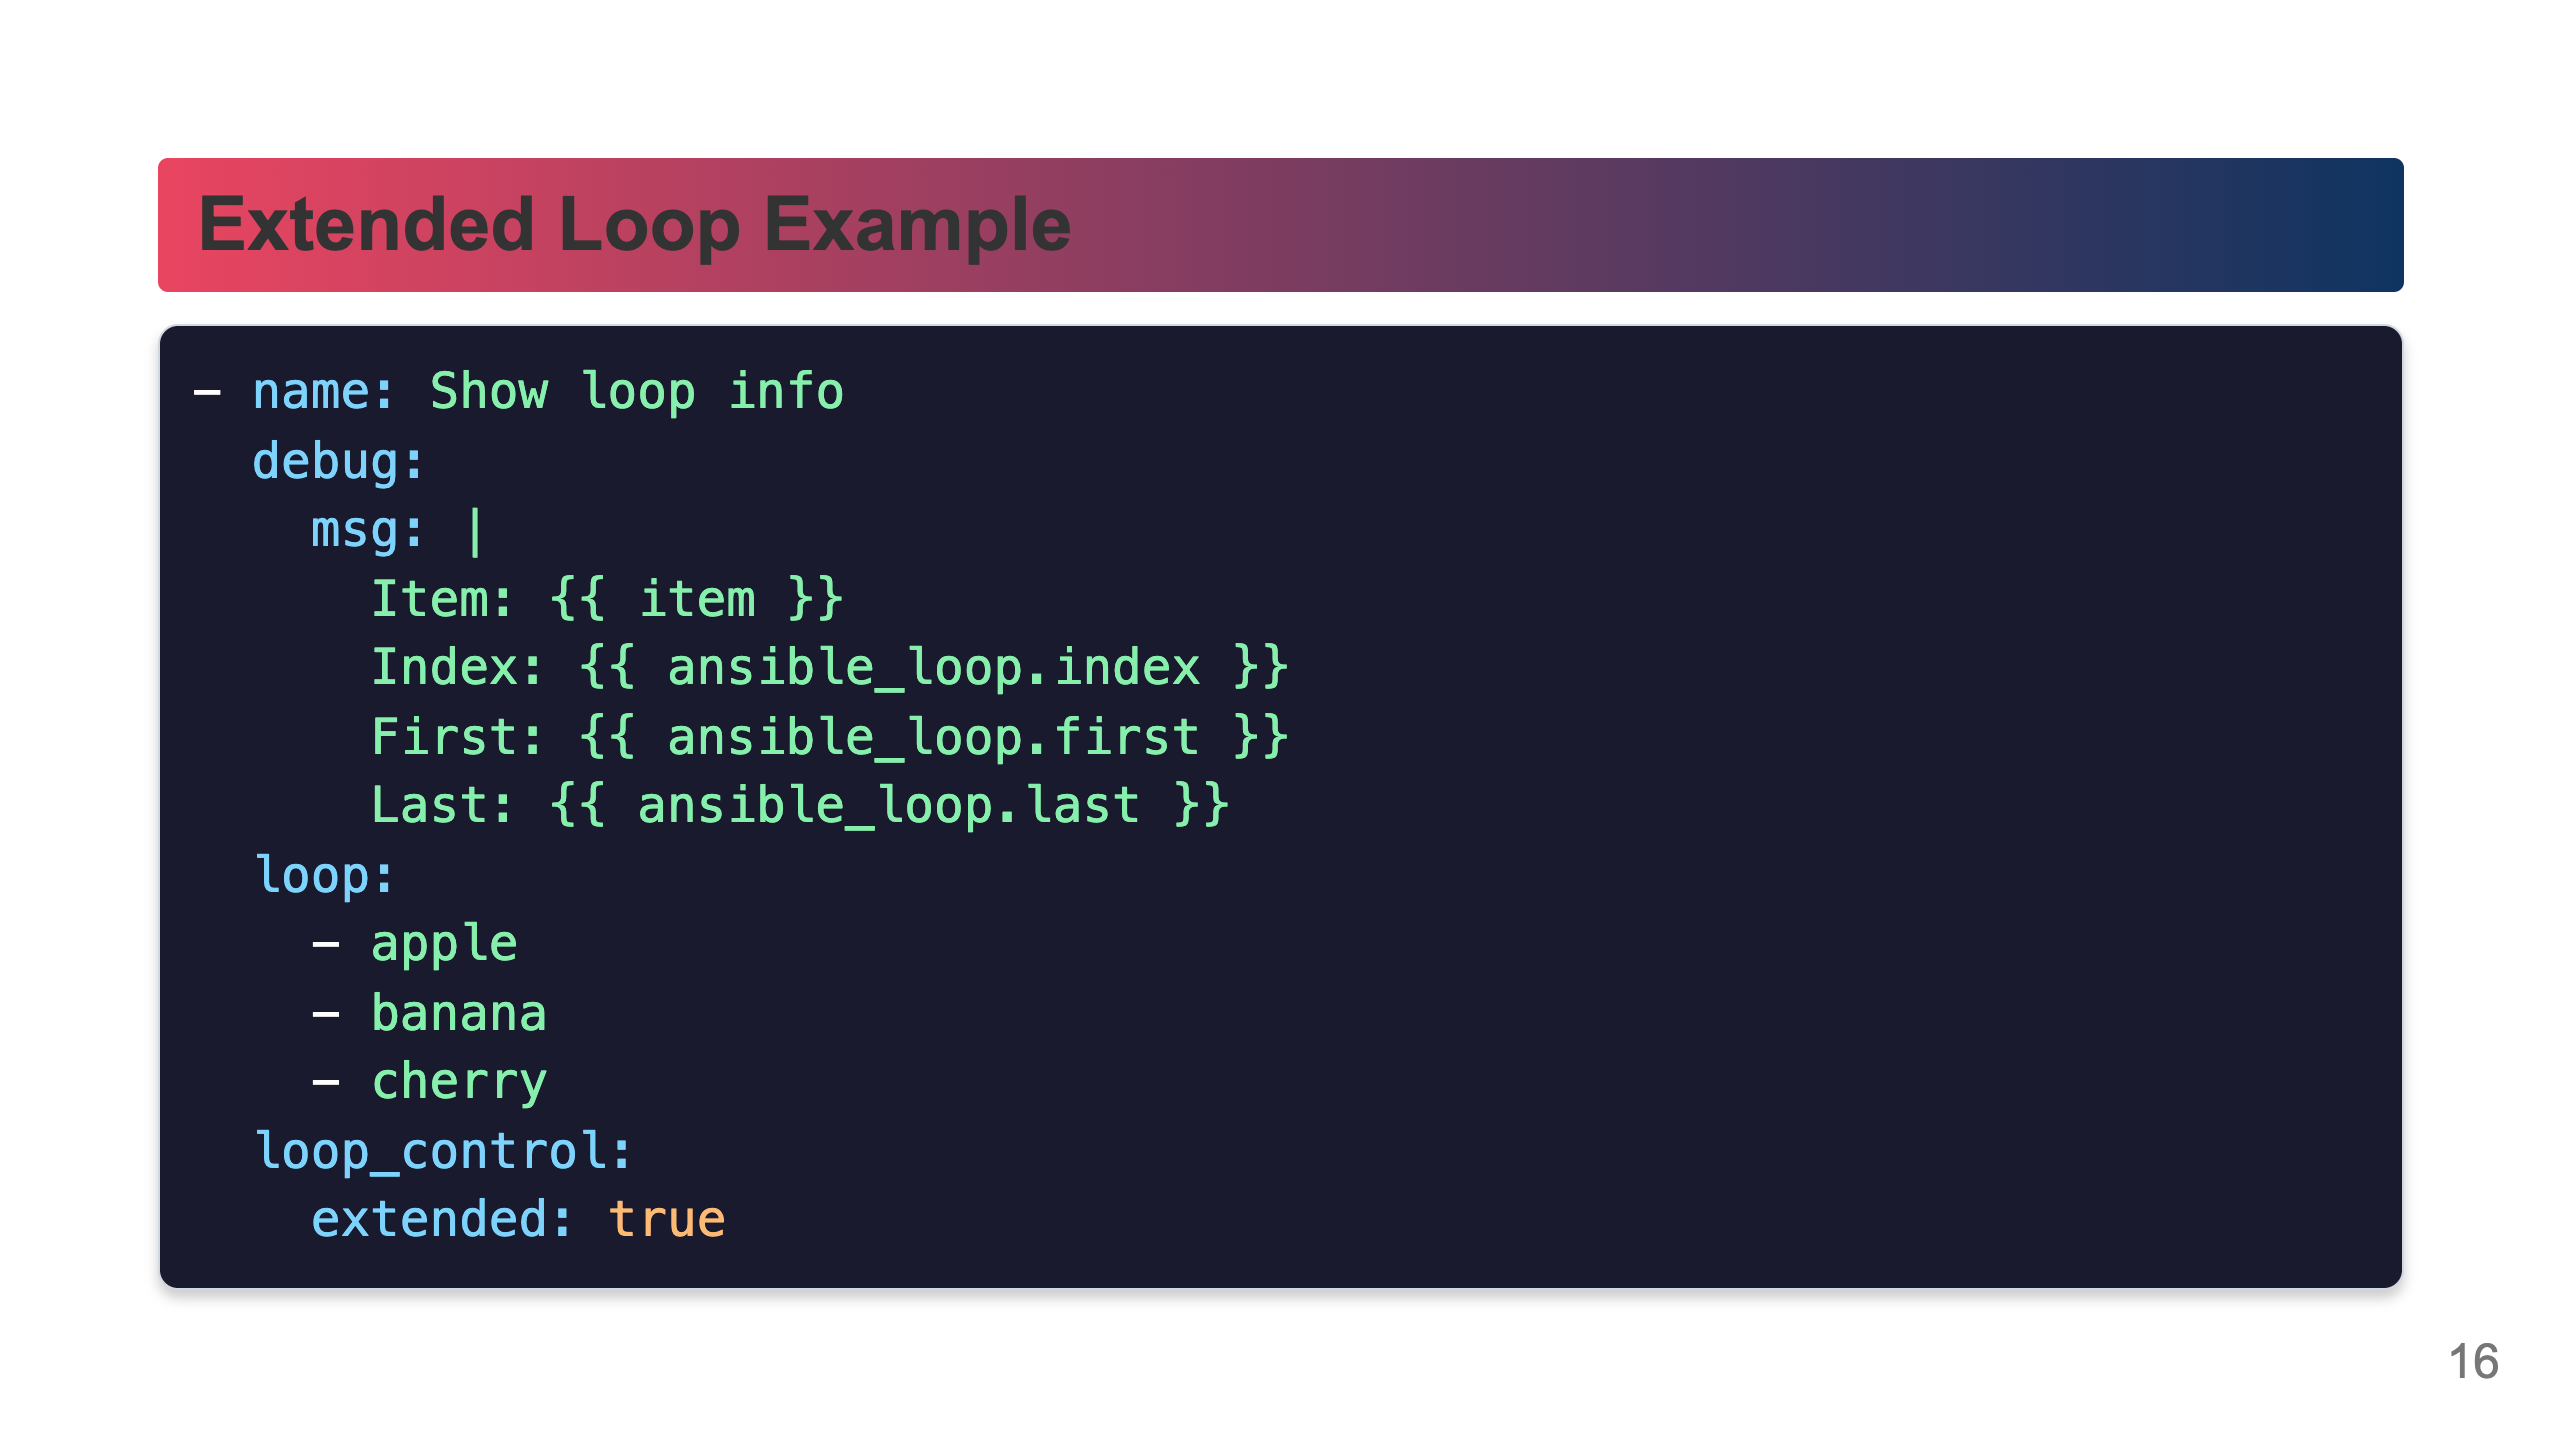 Extended Loop Example
- name: Show loop info
  debug:
    msg: |
      Item: {{ item }}
      Index: {{ ansible_loop.index }}
      First: {{ ansible_loop.first }}
      Last: {{ ansible_loop.last }}
  loop:
    - apple
    - banana
    - cherry
  loop_control:
    extended: true
16